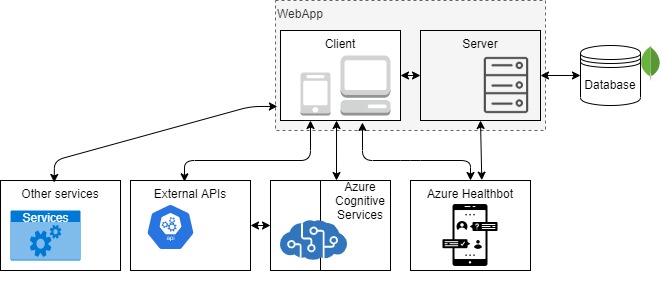 WebApp
Client
Server
Database
Other services
Services
External APIs
api
Azure
Cognitive
Services
Azure Healthbot